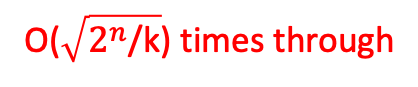 O(√2ⁿ/k) times through